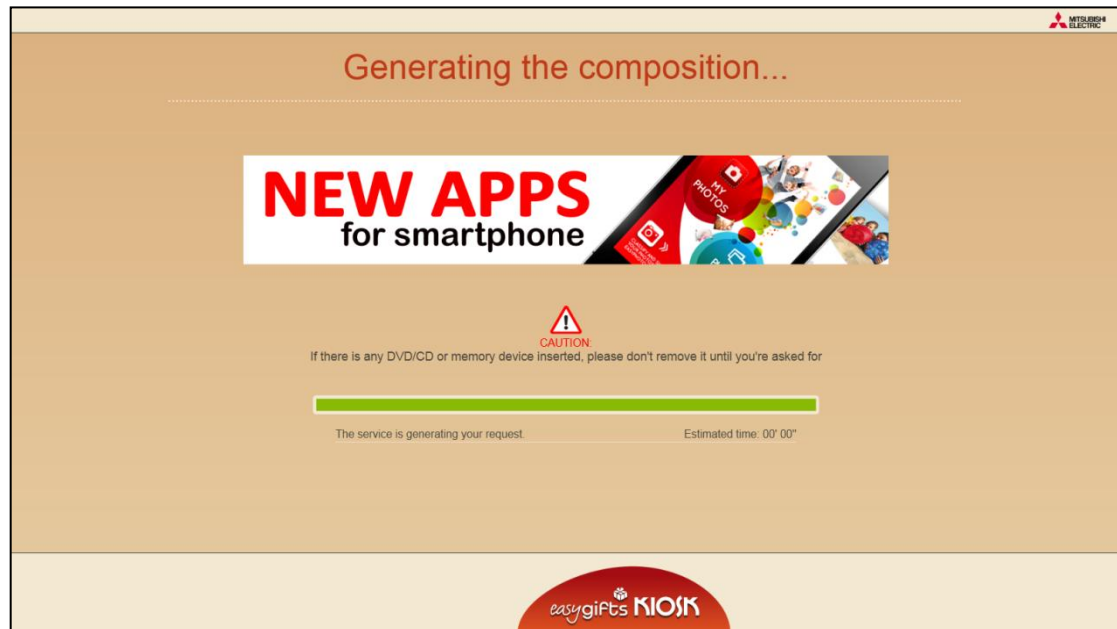 MITSUBISHI
ELECTRIC
Generating the composition...
NEW APPS
for smartphone
MY
PHOTOS
CAUTION:
If there is any DVD/CD or memory device inserted, please don't remove it until you're asked for
The service is generating your request.
Estimated time: 00' 00"
easygifts KIOSK